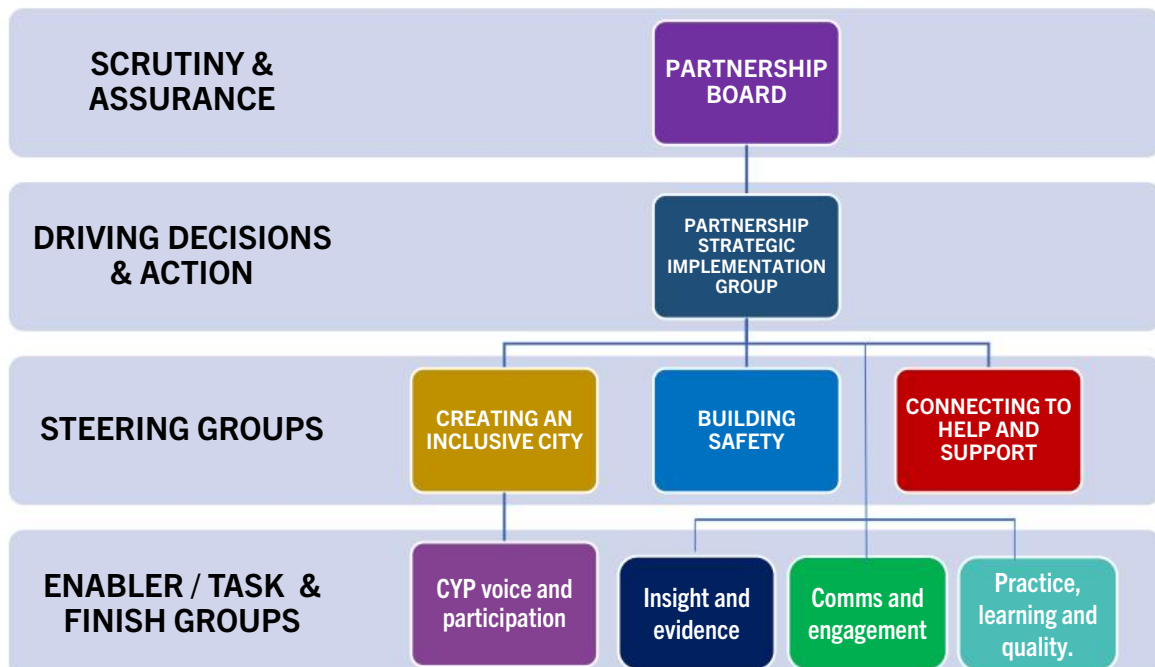 SCRUTINY &
ASSURANCE
PARTNERSHIP
BOARD
DRIVING DECISIONS
& ACTION
PARTNERSHIP
STRATEGIC
IMPLEMENTATION
GROUP
STEERING GROUPS
CREATING AN
INCLUSIVE CITY
BUILDING
SAFETY
CONNECTING TO
HELP AND
SUPPORT
ENABLER / TASK &
FINISH GROUPS
CYP voice and
participation
Insight and
evidence
Comms and
engagement
Practice,
learning and
quality.